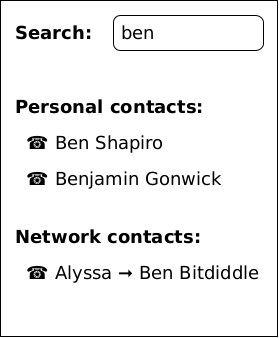 Search: ben
Personal contacts:
☎ Ben Shapiro
☎ Benjamin Gonwick
Network contacts:
☎ Alyssa → Ben Bitdiddle